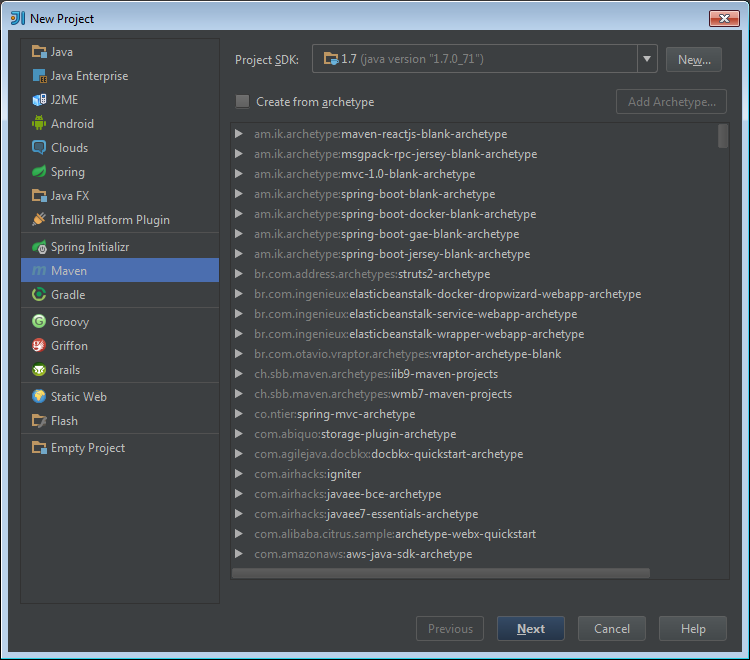 New Project
Java
Java Enterprise
J2ME
Android
Clouds
Spring
Java FX
IntelliJ Platform Plugin
Spring Initializr
Maven
Gradle
Groovy
Griffon
Grails
Static Web
Flash
Empty Project
Project SDK: 1.7 (java version "1.7.0_71") New...
Create from archetype Add Archetype...
am.ik.archetype:maven-reactjs-blank-archetype
am.ik.archetype:msgpack-rpc-jersey-blank-archetype
am.ik.archetype:mvc-1.0-blank-archetype
am.ik.archetype:spring-boot-blank-archetype
am.ik.archetype:spring-boot-docker-blank-archetype
am.ik.archetype:spring-boot-gae-blank-archetype
am.ik.archetype:spring-boot-jersey-blank-archetype
br.com.address.archetypes:struts2-archetype
br.com.ingenieux:elasticbeanstalk-docker-dropwizard-webapp-archetype
br.com.ingenieux:elasticbeanstalk-service-webapp-archetype
br.com.ingenieux:elasticbeanstalk-wrapper-webapp-archetype
br.com.otavio.vraptor.archetypes:vraptor-archetype-blank
ch.sbb.maven.archetypes:iib9-maven-projects
ch.sbb.maven.archetypes:wmb7-maven-projects
co.ntier:spring-mvc-archetype
com.abiquo:storage-plugin-archetype
com.agilejava.docbkx:docbkx-quickstart-archetype
com.airhacks:igniter
com.airhacks:javaee-bce-archetype
com.airhacks:javaee7-essentials-archetype
com.alibaba.citrus.sample:archetype-webx-quickstart
com.amazonaws:aws-java-sdk-archetype
Previous Next Cancel Help